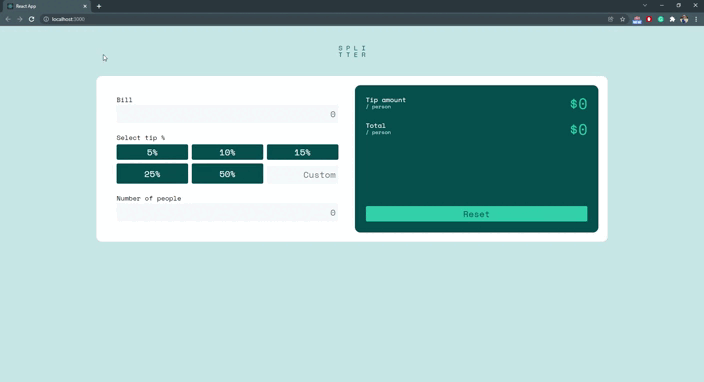 React App
localhost:3000
SPLI
TTER
Bill
0
Select tip %
5%
10%
15%
25%
50%
Custom
Number of people
0
Tip amount
/ person
$0
Total
/ person
$0
Reset